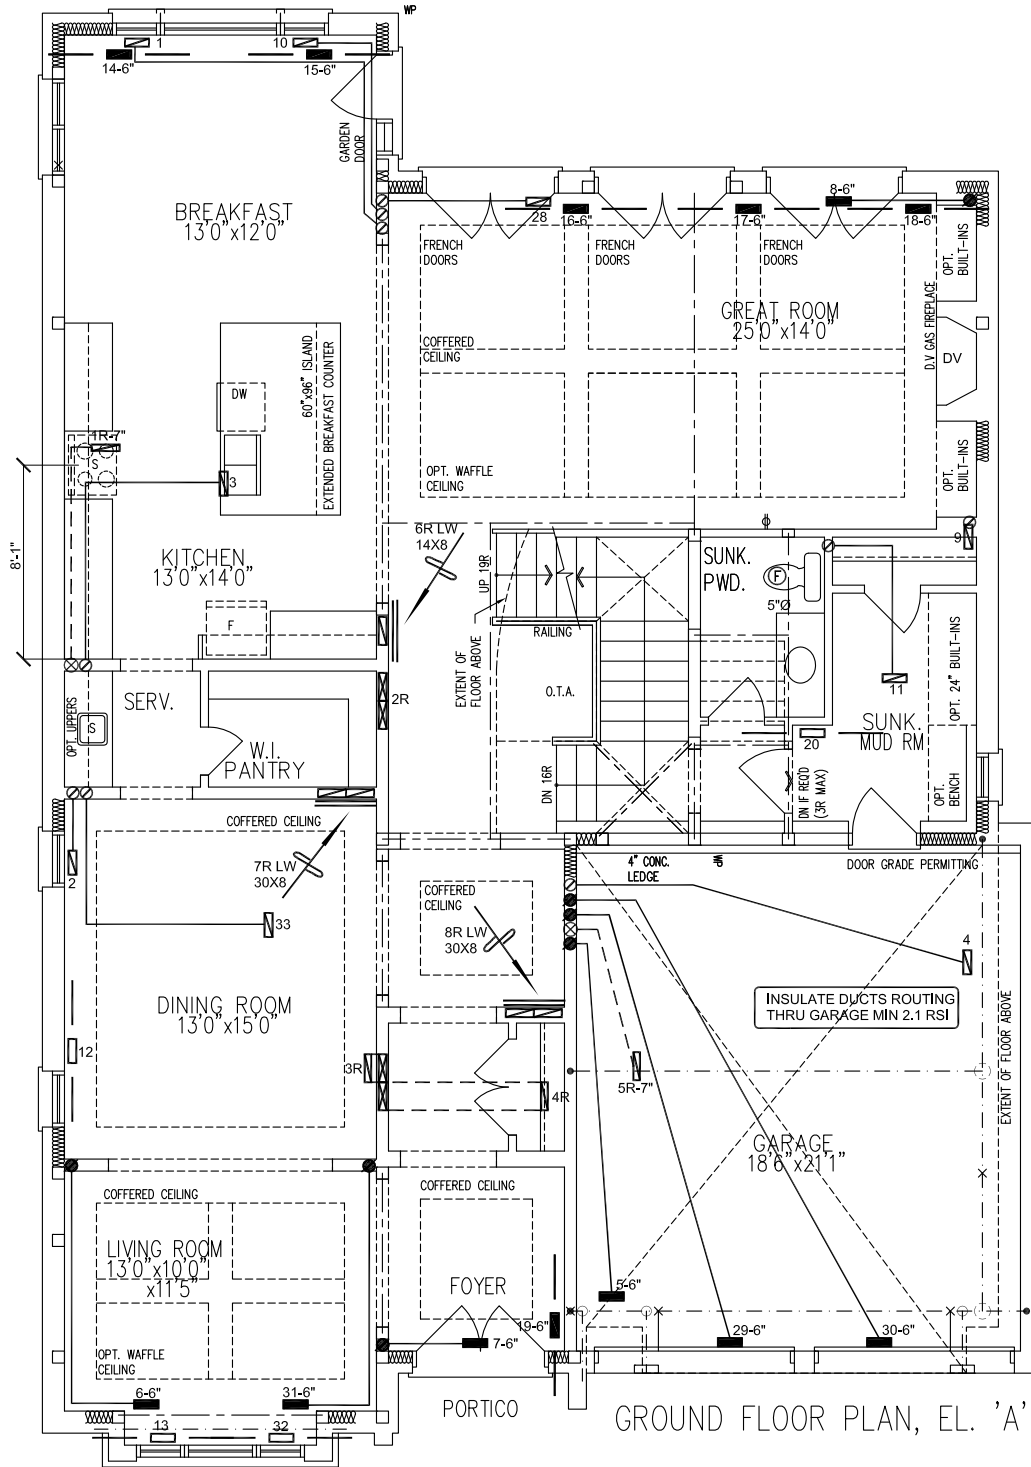 WP
1
10
14-6"
15-6"
GARDEN
DOOR
BREAKFAST
13'0"x12'0"
28
16-6"
17-6"
8-6"
18-6"
FRENCH
DOORS
FRENCH
DOORS
FRENCH
DOORS
OPT.
BUILT-INS
GREAT ROOM
25'0"x14'0"
COFFERED
CEILING
D.V GAS FIREPLACE
DV
60"x96" ISLAND
EXTENDED BREAKFAST COUNTER
DW
1R-7"
S
3
OPT. WAFFLE
CEILING
OPT.
BUILT-INS
8'-1"
KITCHEN
13'0"x14'0"
6R LW
14X8
UP 19R
SUNK.
PWD.
F
5"Ø
9
F
RAILING
EXTENT OF
FLOOR ABOVE
O.T.A.
2R
SERV.
OPT. UPPERS
S
W.I.
PANTRY
11
OPT. 24" BUILT-INS
SUNK.
MUD RM
20
DN 16R
DN IF REQ'D
(3R MAX)
OPT.
BENCH
COFFERED CEILING
7R LW
30X8
2
33
4" CONC.
LEDGE
DOOR GRADE PERMITTING
COFFERED
CEILING
8R LW
30X8
4
INSULATE DUCTS ROUTING
THRU GARAGE MIN 2.1 RSI
DINING ROOM
13'0"x15'0"
12
3R
4R
5R-7"
EXTENT OF FLOOR ABOVE
GARAGE
18'6"x21'1"
COFFERED CEILING
COFFERED CEILING
LIVING ROOM
13'0"x10'0"
x11'5"
FOYER
5-6"
19-6"
7-6"
29-6"
30-6"
OPT. WAFFLE
CEILING
6-6"
31-6"
13
32
PORTICO
GROUND FLOOR PLAN, EL. 'A'